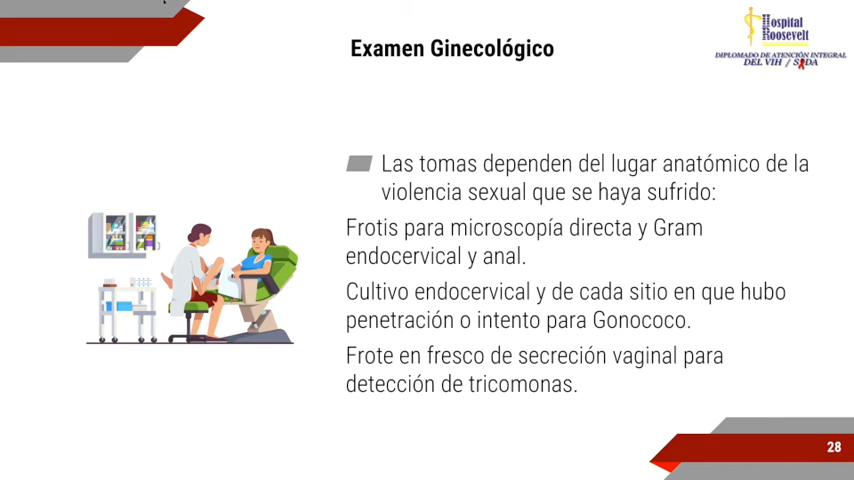 Examen Ginecológico
Hospital
Roosevelt
DIPLOMADO DE ATENCIÓN INTEGRAL
DEL VIH / SIDA
Las tomas dependen del lugar anatómico de la
violencia sexual que se haya sufrido:
Frotis para microscopía directa y Gram
endocervical y anal.
Cultivo endocervical y de cada sitio en que hubo
penetración o intento para Gonococo.
Frote en fresco de secreción vaginal para
detección de tricomonas.
28